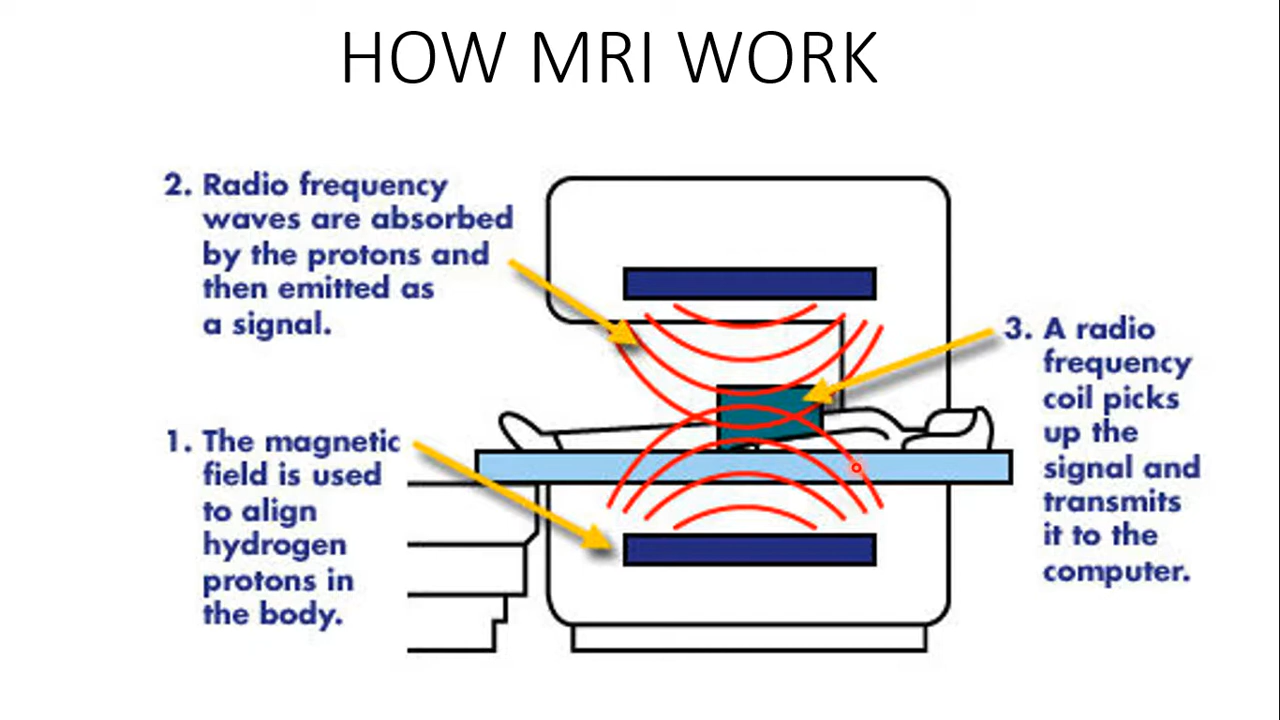 HOW MRI WORK
2. Radio frequency
waves are absorbed
by the protons and
then emitted as
a signal.
1. The magnetic
field is used
to align
hydrogen
protons in
the body.
3. A radio
frequency
coil picks
up the
signal and
transmits
it to the
computer.